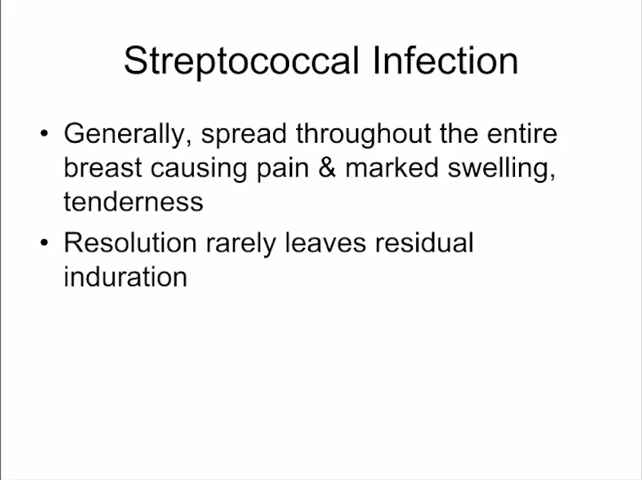 Streptococcal Infection
• Generally, spread throughout the entire
breast causing pain & marked swelling,
tenderness
• Resolution rarely leaves residual
induration